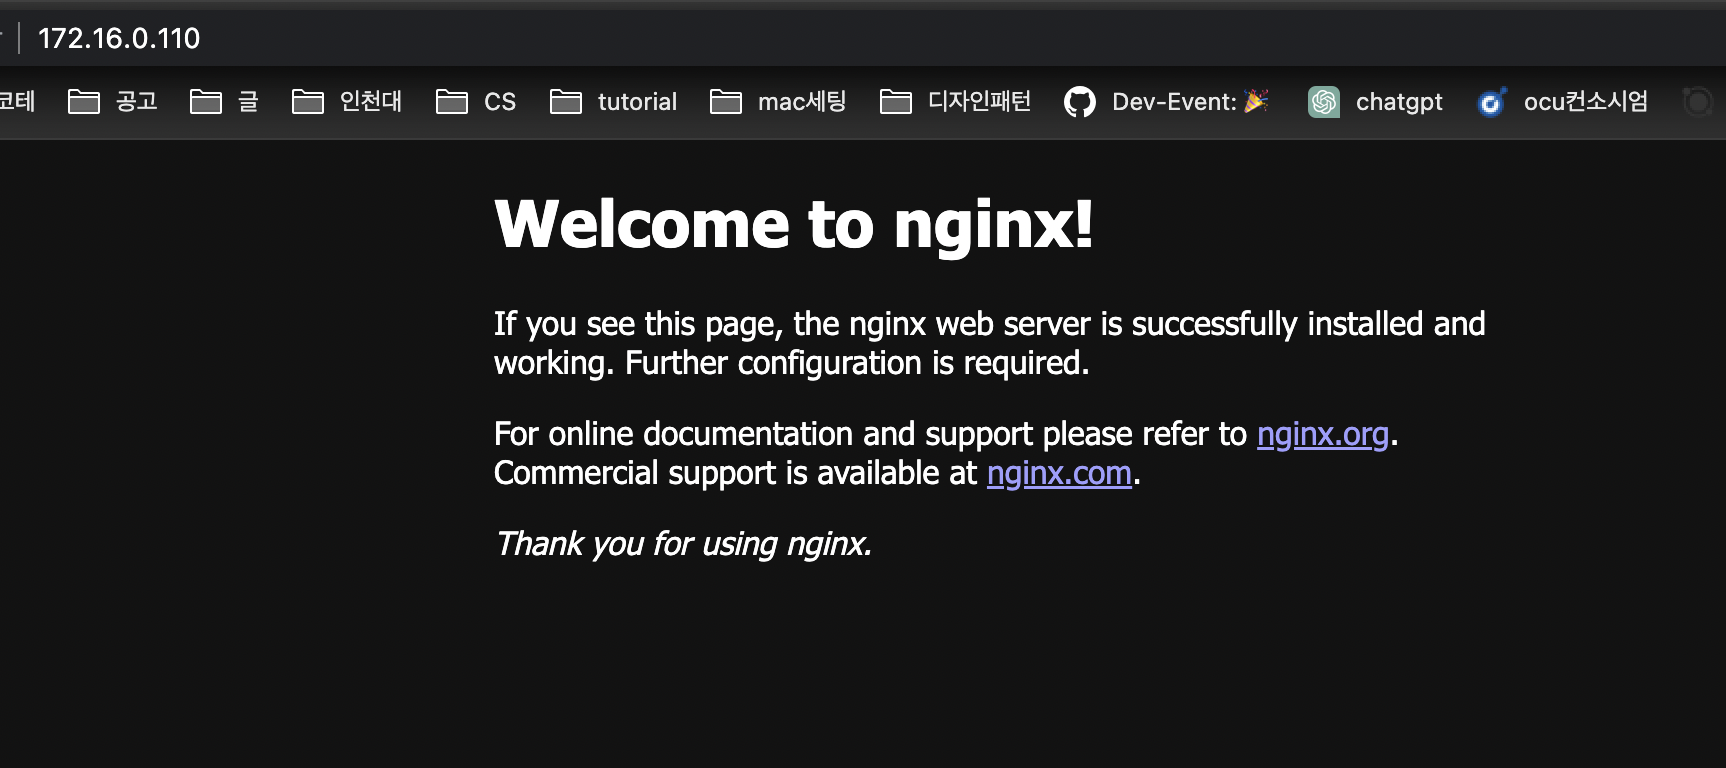 172.16.0.110
코테 공고 글 인천대 CS tutorial mac세팅 디자인패턴 Dev-Event: chatgpt ocu컨소시엄
Welcome to nginx!
If you see this page, the nginx web server is successfully installed and
working. Further configuration is required.
For online documentation and support please refer to nginx.org.
Commercial support is available at nginx.com.
Thank you for using nginx.